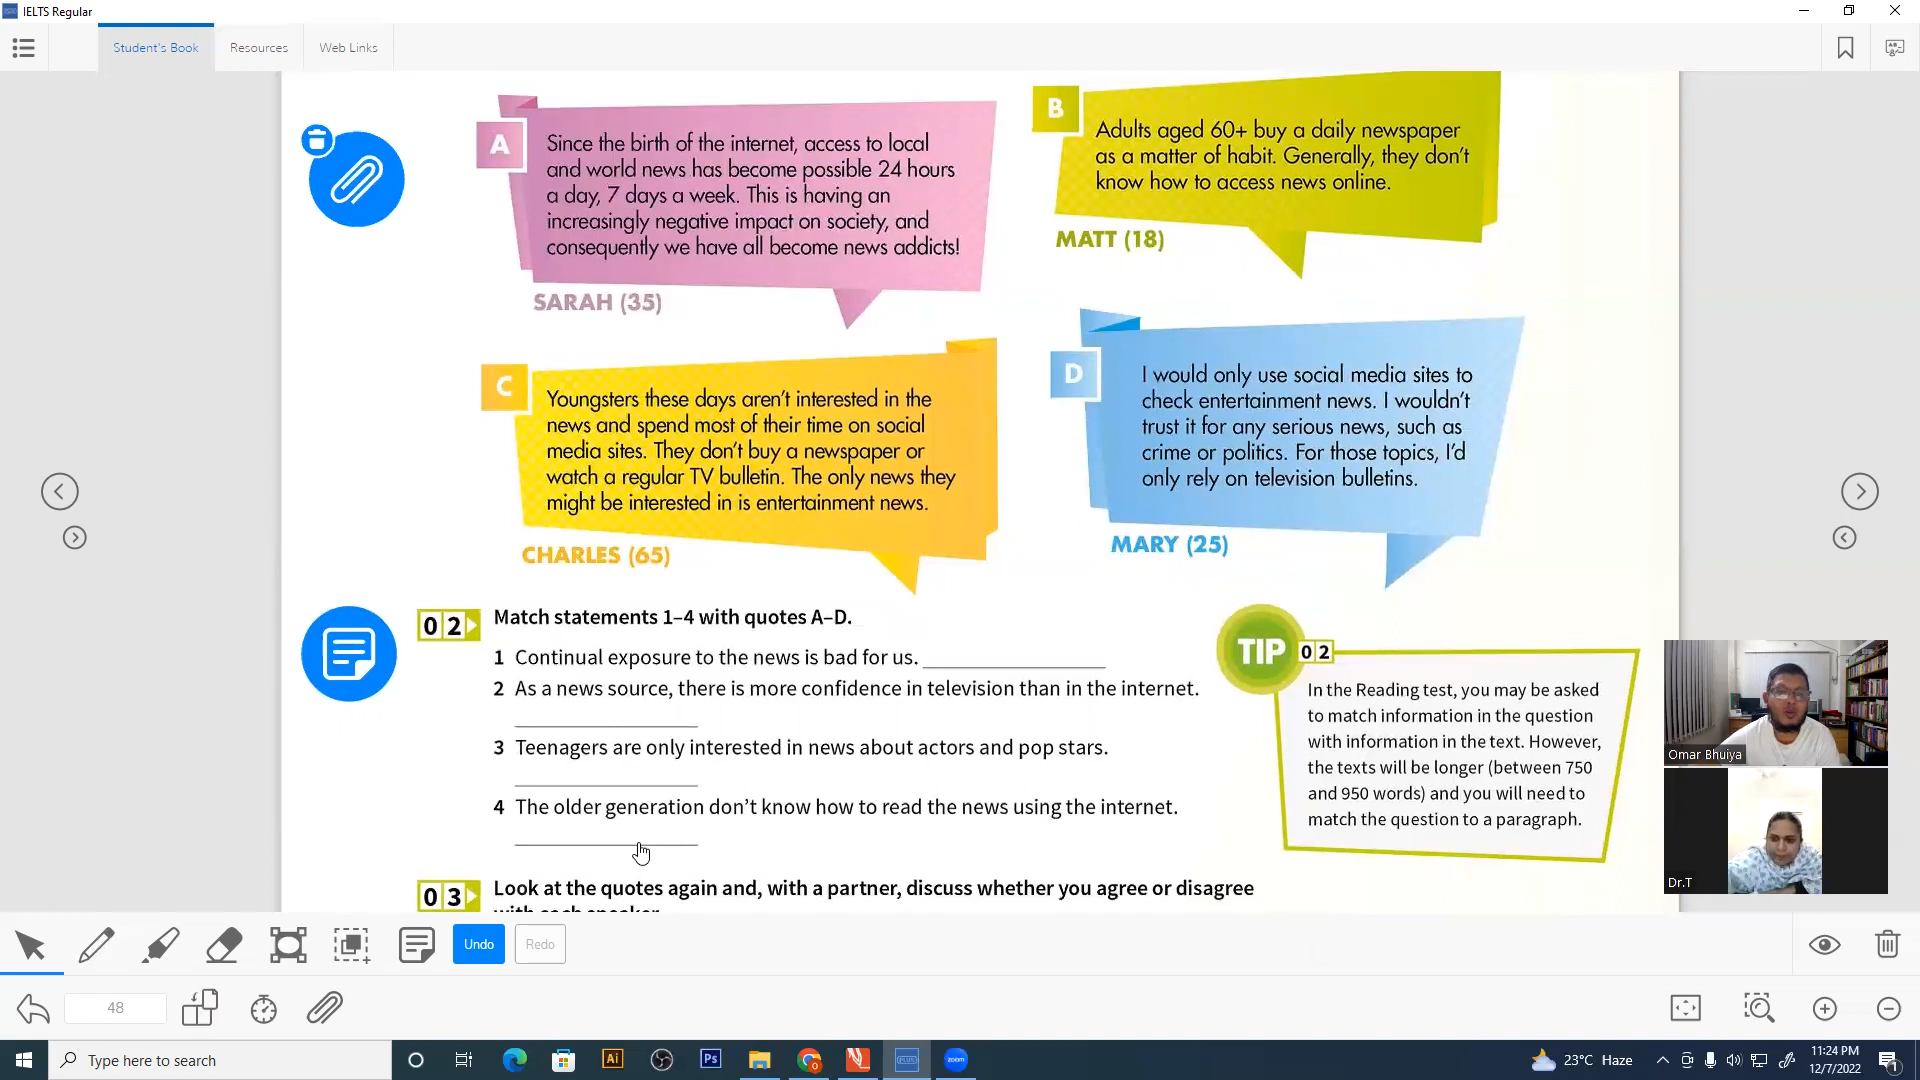 IELTS Regular
Student's Book
Resources
Web Links
A
Since the birth of the internet, access to local
and world news has become possible 24 hours
a day, 7 days a week. This is having an
increasingly negative impact on society, and
consequently we have all become news addicts!
SARAH (35)
B
Adults aged 60+ buy a daily newspaper
as a matter of habit. Generally, they don't
know how to access news online.
MATT (18)
C
Youngsters these days aren't interested in the
news and spend most of their time on social
media sites. They don't buy a newspaper or
watch a regular TV bulletin. The only news they
might be interested in is entertainment news.
CHARLES (65)
D
I would only use social media sites to
check entertainment news. I wouldn't
trust it for any serious news, such as
crime or politics. For those topics, I'd
only rely on television bulletins.
MARY (25)
02
Match statements 1–4 with quotes A–D.
1 Continual exposure to the news is bad for us.
2 As a news source, there is more confidence in television than in the internet.
3 Teenagers are only interested in news about actors and pop stars.
4 The older generation don't know how to read the news using the internet.
TIP 02
In the Reading test, you may be asked
to match information in the question
with information in the text. However,
the texts will be longer (between 750
and 950 words) and you will need to
match the question to a paragraph.
03
Look at the quotes again and, with a partner, discuss whether you agree or disagree
with each speaker.
Omar Bhuiya
Dr.T
Undo
Redo
48
Type here to search
Ai
Ps
zoom
23°C Haze
11:24 PM
12/7/2022
1